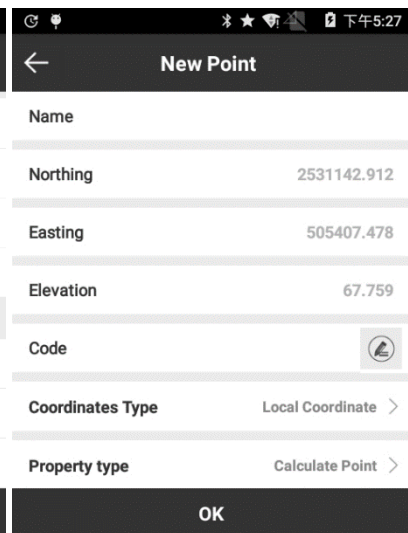 下午5:27
New Point
Name
Northing 2531142.912
Easting 505407.478
Elevation 67.759
Code
Coordinates Type Local Coordinate >
Property type Calculate Point >
OK